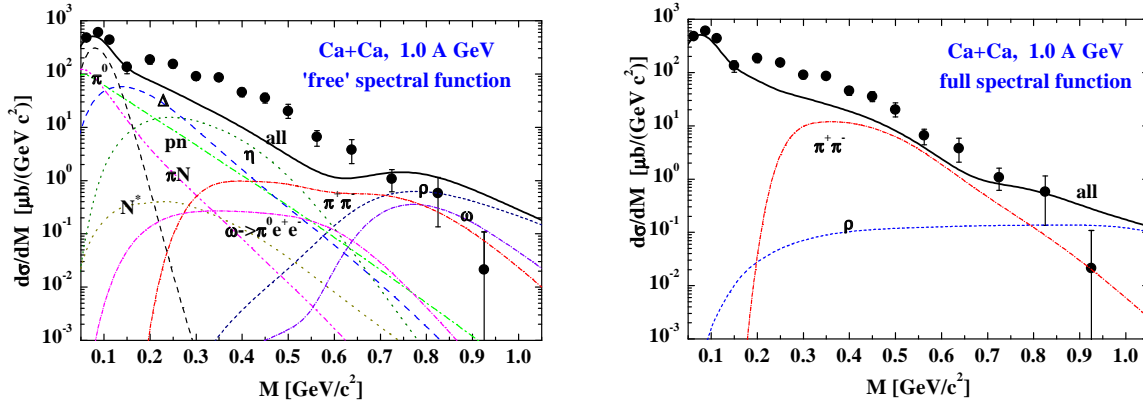 Ca+Ca, 1.0 A GeV
'free' spectral function
dσ/dM [μb/(GeV c²)]
10³
10²
10¹
10⁰
10⁻¹
10⁻²
10⁻³
π⁰
Δ
all
pn
η
πN
N*
π⁺π⁻
ρ
ω
ω->π⁰e⁺e
0.1 0.2 0.3 0.4 0.5 0.6 0.7 0.8 0.9 1.0
M [GeV/c²]
Ca+Ca, 1.0 A GeV
full spectral function
dσ/dM [μb/(GeV c²)]
10³
10²
10¹
10⁰
10⁻¹
10⁻²
10⁻³
π⁺π⁻
all
ρ
0.1 0.2 0.3 0.4 0.5 0.6 0.7 0.8 0.9 1.0
M [GeV/c²]